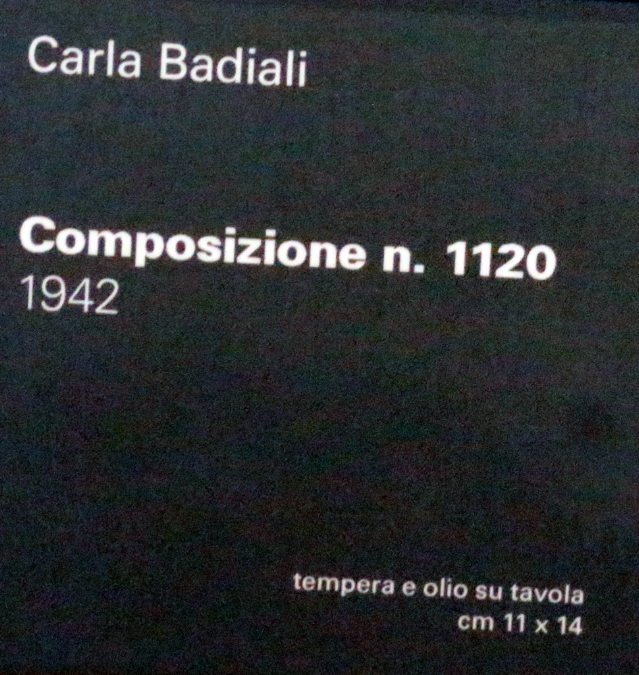 Carla Badiali
Composizione n. 1120
1942
tempera e olio su tavola
cm 11 x 14